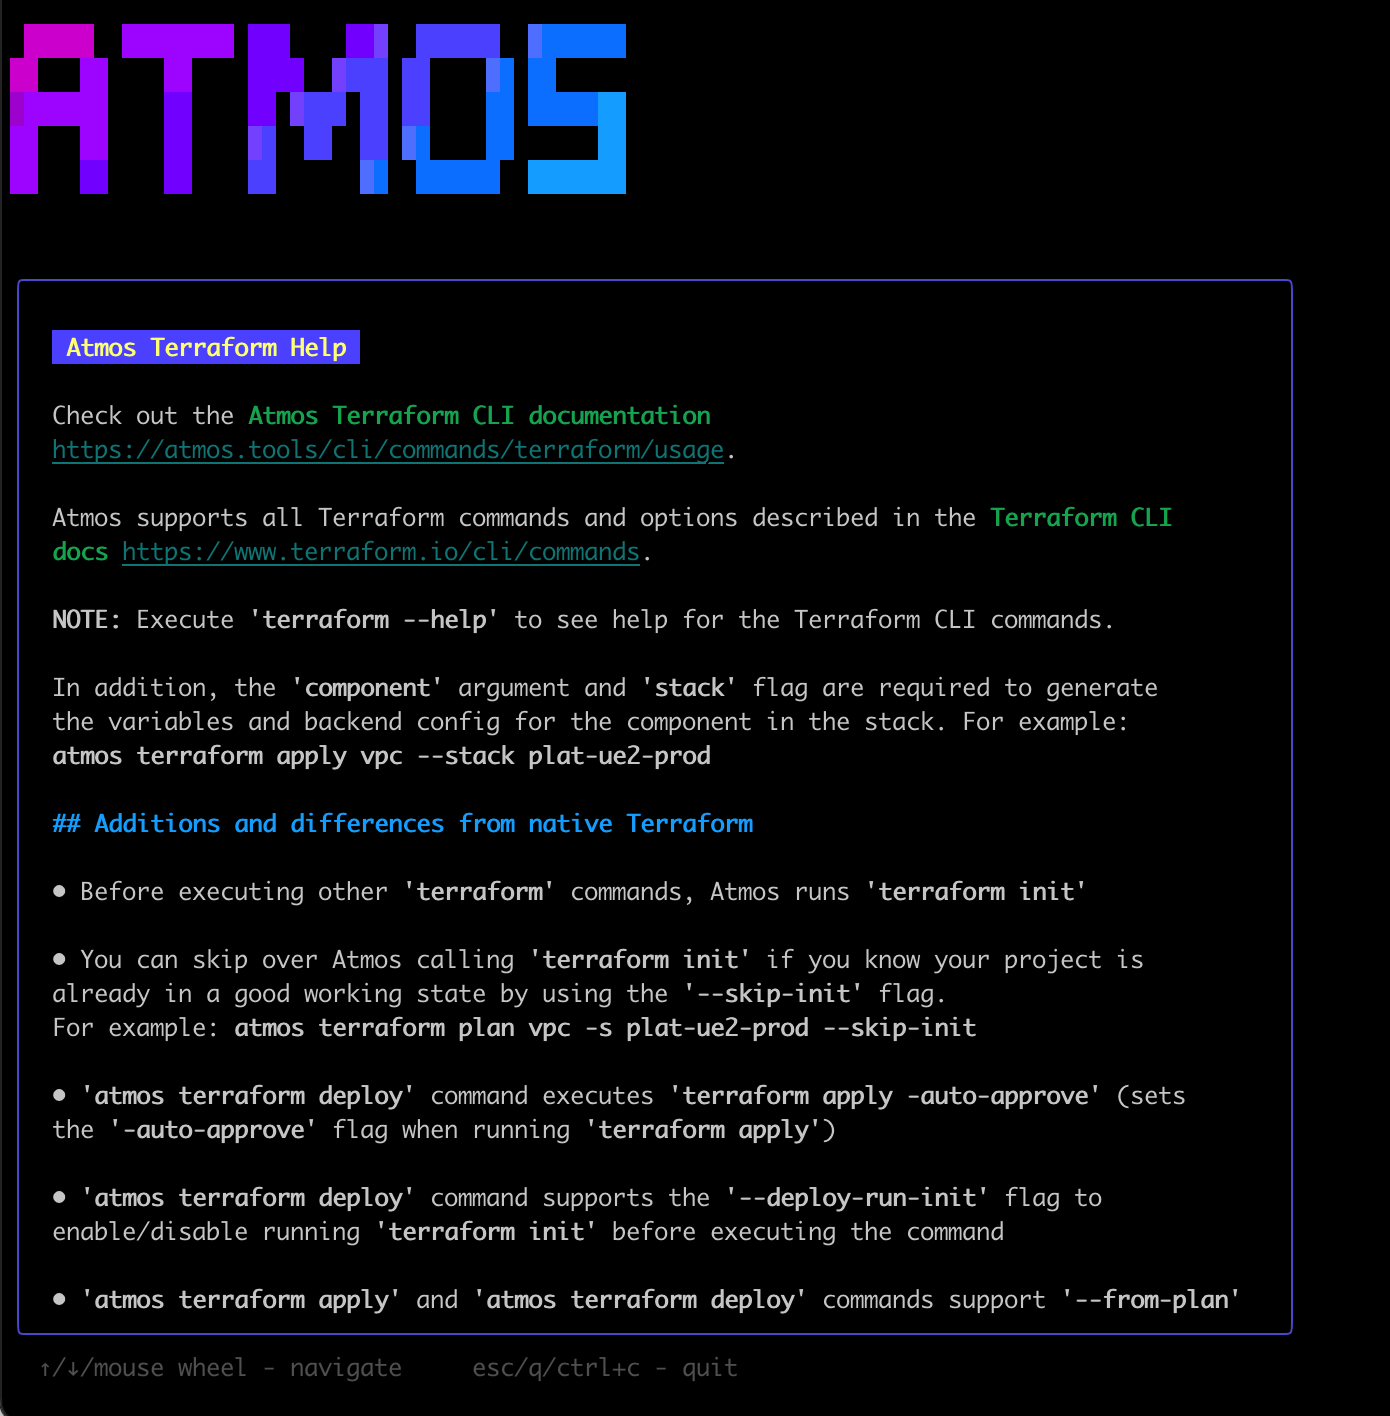 ATMOS
Atmos Terraform Help
Check out the Atmos Terraform CLI documentation
https://atmos.tools/cli/commands/terraform/usage.
Atmos supports all Terraform commands and options described in the Terraform CLI
docs https://www.terraform.io/cli/commands.
NOTE: Execute 'terraform --help' to see help for the Terraform CLI commands.
In addition, the 'component' argument and 'stack' flag are required to generate
the variables and backend config for the component in the stack. For example:
atmos terraform apply vpc --stack plat-ue2-prod
## Additions and differences from native Terraform
• Before executing other 'terraform' commands, Atmos runs 'terraform init'
• You can skip over Atmos calling 'terraform init' if you know your project is
already in a good working state by using the '--skip-init' flag.
For example: atmos terraform plan vpc -s plat-ue2-prod --skip-init
• 'atmos terraform deploy' command executes 'terraform apply -auto-approve' (sets
the '-auto-approve' flag when running 'terraform apply')
• 'atmos terraform deploy' command supports the '--deploy-run-init' flag to
enable/disable running 'terraform init' before executing the command
• 'atmos terraform apply' and 'atmos terraform deploy' commands support '--from-plan'
↑/↓/mouse wheel - navigate esc/q/ctrl+c - quit